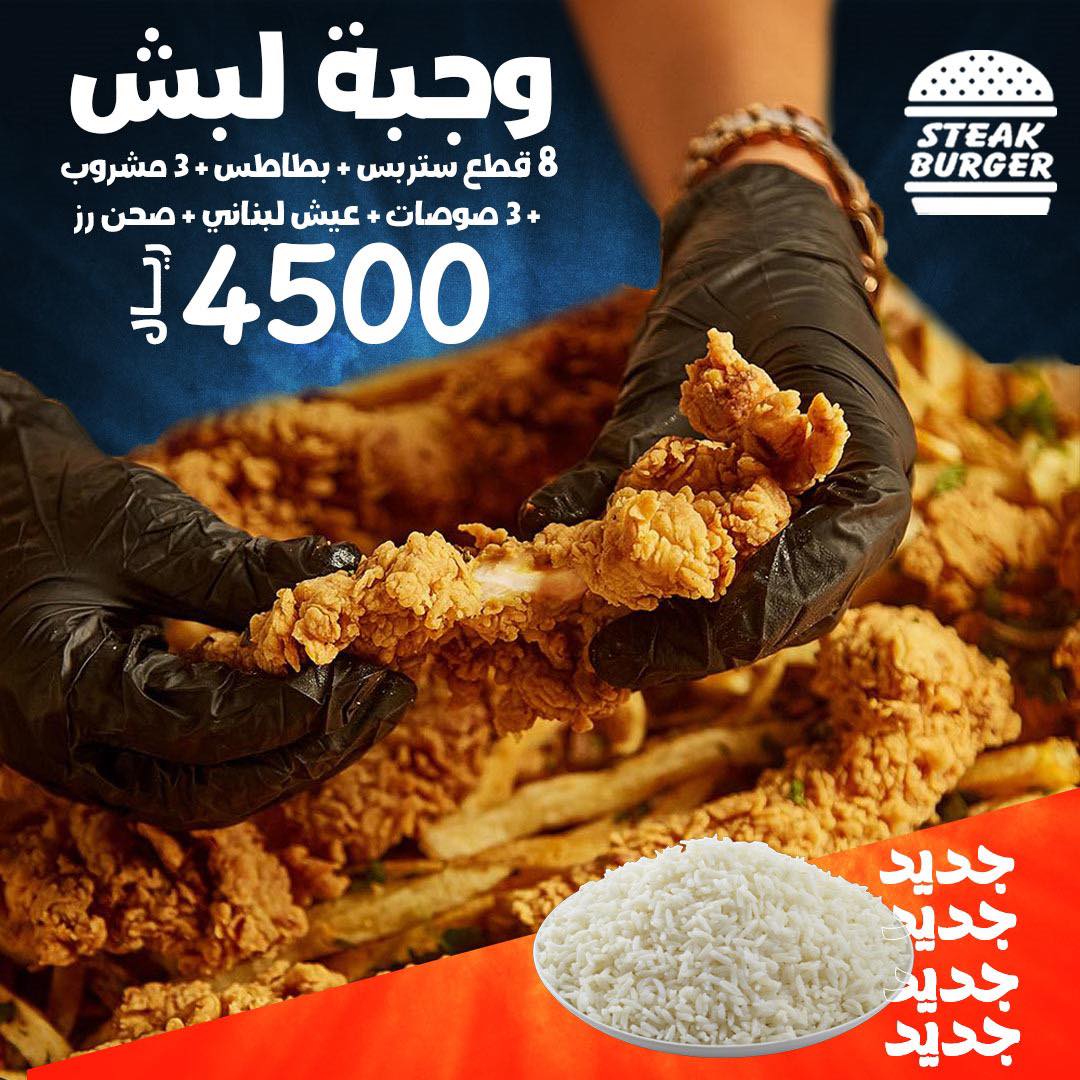 وجبة لبش
8 قطع ستربس + بطاطس + 3 مشروب
+ 3 صوصات + عيش لبناني + صحن رز
4500 ريال
STEAK
BURGER
جديد
جديد
جديد
جديد